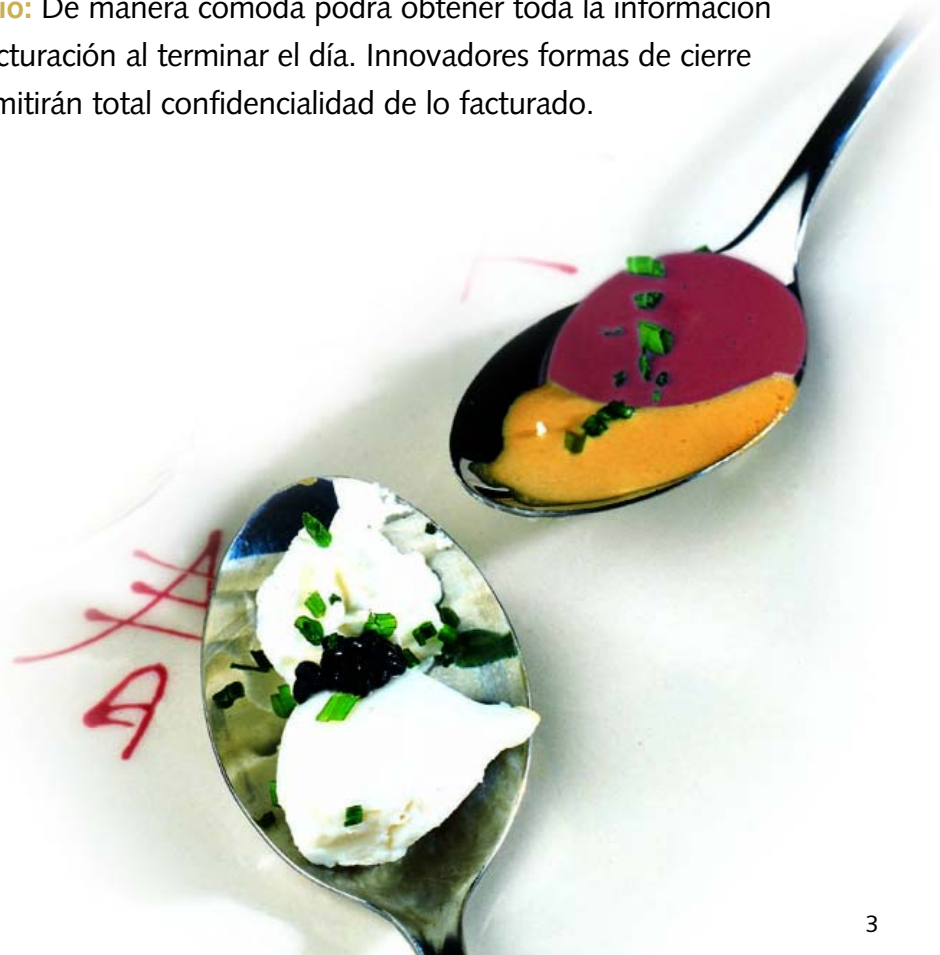 io: De manera cómoda podrá obtener toda la información
cturación al terminar el día. Innovadores formas de cierre
mitirán total confidencialidad de lo facturado.
3